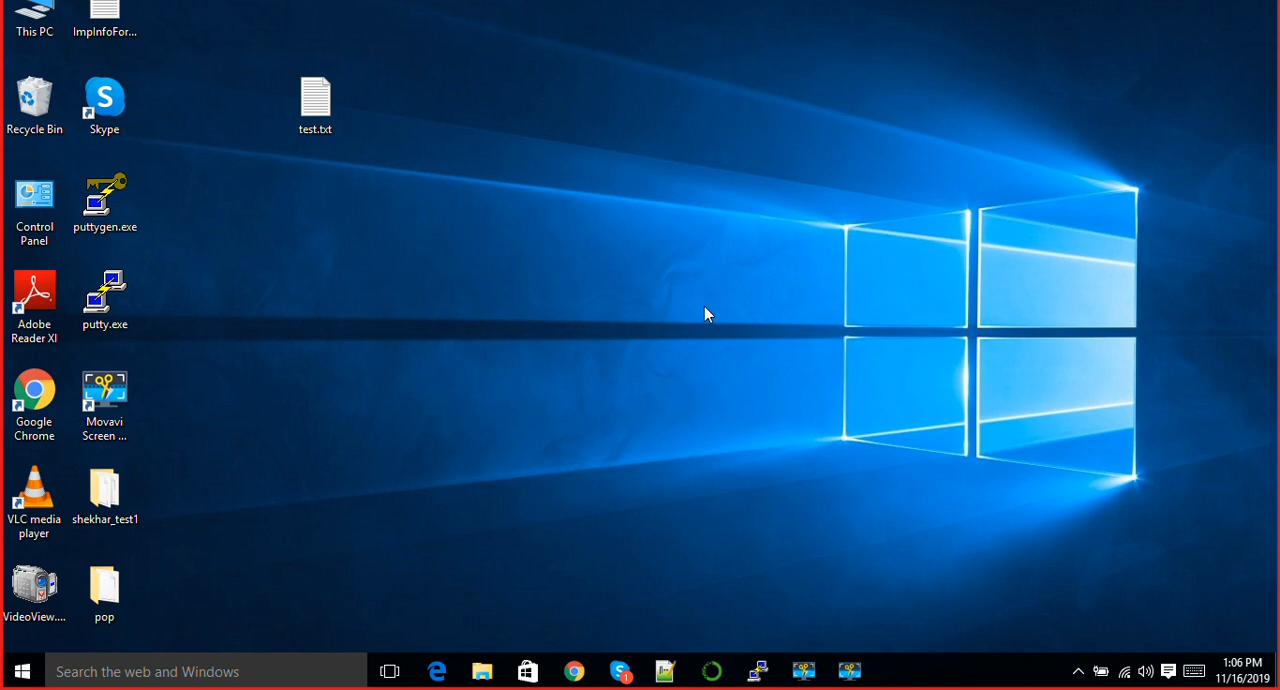 This PC
ImpInfoFor...
Recycle Bin
Skype
test.txt
Control
Panel
puttygen.exe
Adobe
Reader XI
putty.exe
Google
Chrome
Movavi
Screen ...
VLC media
player
shekhar_test1
VideoView....
pop
Search the web and Windows
1
1:06 PM
11/16/2019